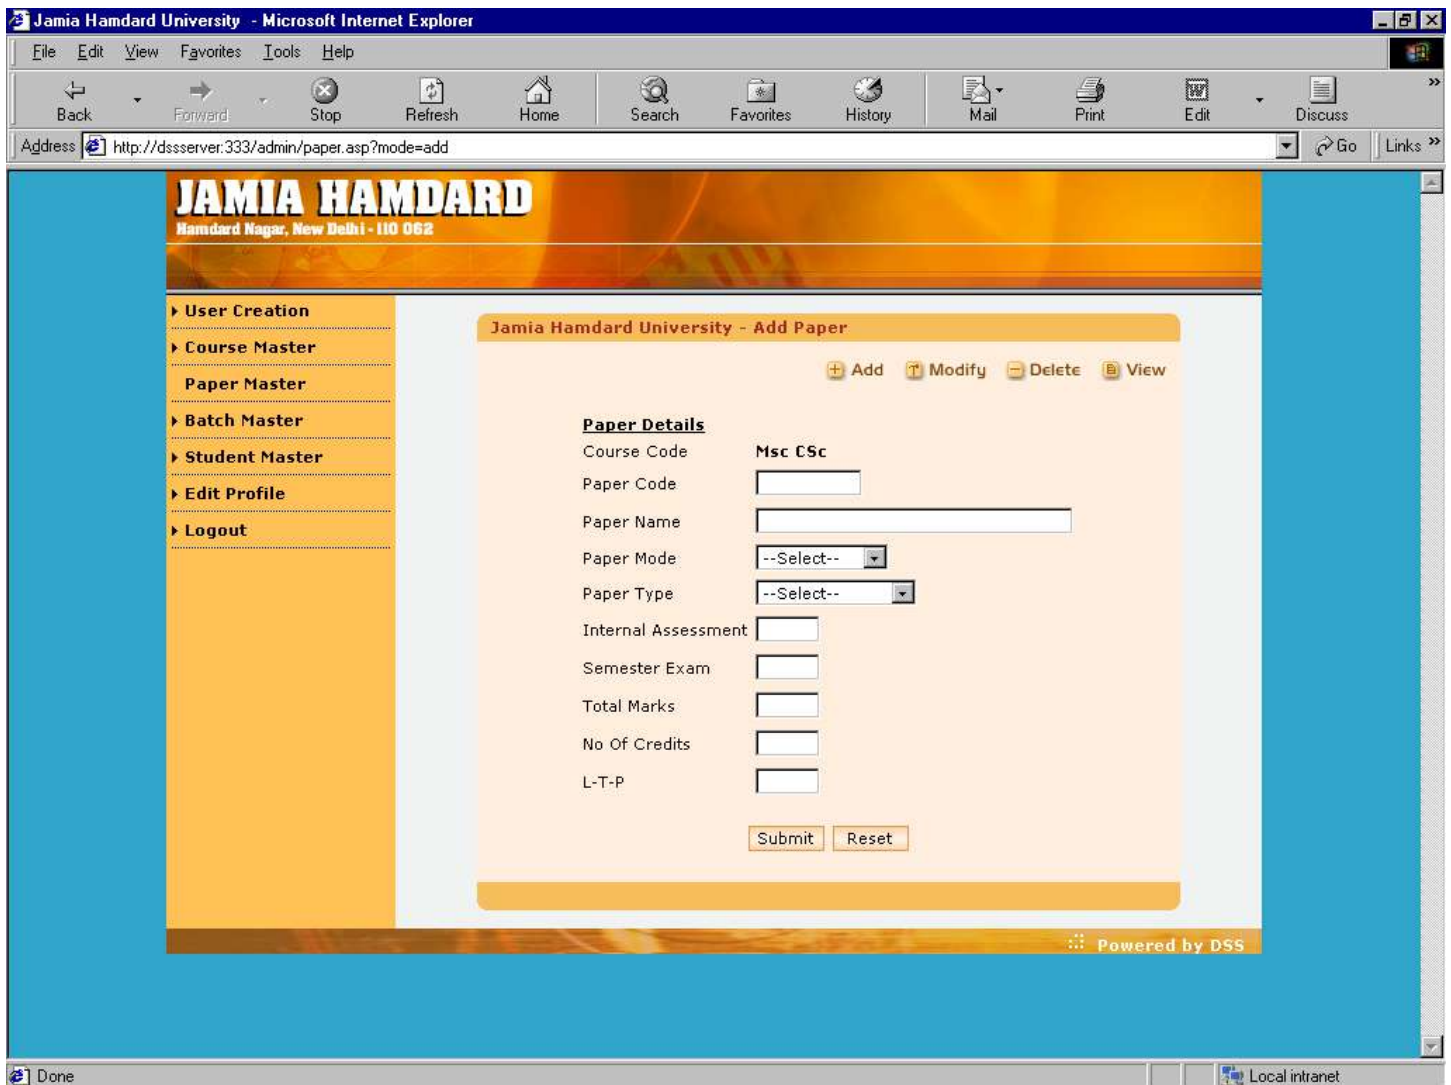 Jamia Hamdard University - Microsoft Internet Explorer
File Edit View Favorites Tools Help
Back Forward Stop Refresh Home Search Favorites History Mail Print Edit Discuss »
Address http://dssserver:333/admin/paper.asp?mode=add Go Links »
JAMIA HAMDARD
Hamdard Nagar, New Delhi - 110 062
User Creation
Course Master
Paper Master
Batch Master
Student Master
Edit Profile
Logout
Jamia Hamdard University - Add Paper
Add Modify Delete View
Paper Details
Course Code Msc CSc
Paper Code
Paper Name
Paper Mode --Select--
Paper Type --Select--
Internal Assessment
Semester Exam
Total Marks
No Of Credits
L-T-P
Submit Reset
Powered by DSS
Done Local intranet